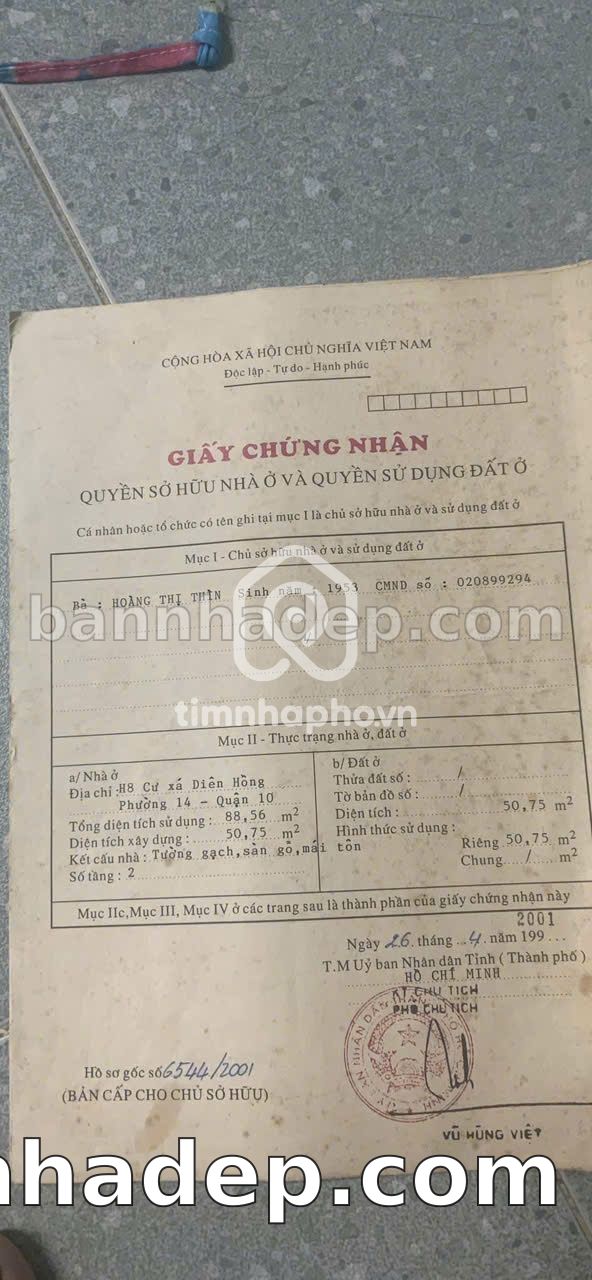 CỘNG HÒA XÃ HỘI CHỦ NGHĨA VIỆT NAM
Độc lập - Tự do - Hạnh phúc
GIẤY CHỨNG NHẬN
QUYỀN SỞ HỮU NHÀ Ở VÀ QUYỀN SỬ DỤNG ĐẤT Ở
Cá nhân hoặc tổ chức có tên ghi tại mục I là chủ sở hữu nhà ở và sử dụng đất ở
Mục I - Chủ sở hữu nhà ở và sử dụng đất ở
Bà : HOÀNG THỊ THÌN Sinh năm : 1953 CMND số : 020899294
bannhadep.com.com
timnhaphovn
Mục II - Thực trạng nhà ở, đất ở
a/ Nhà ở
Địa chỉ : H8 Cư xá Diên Hồng
Phường 14 - Quận 10
Tổng diện tích sử dụng : 88,56 m²
Diện tích xây dựng : 50,75 m²
Kết cấu nhà : Tường gạch, sàn gỗ, mái tôn
Số tầng : 2
b/ Đất ở
Thửa đất số : /
Tờ bản đồ số : /
Diện tích : 50,75 m²
Hình thức sử dụng :
Riêng 50,75 m²
Chung / m²
Mục IIc, Mục III, Mục IV ở các trang sau là thành phần của giấy chứng nhận này
2001
Ngày 26 tháng 4 năm 199
T.M Uỷ ban Nhân dân Tỉnh ( Thành phố )
HỒ CHÍ MINH
KT CHỦ TỊCH
PHÓ CHỦ TỊCH
Hồ sơ gốc số 6544/2001
(BẢN CẤP CHO CHỦ SỞ HỮU)
VŨ HÙNG VIỆT
nhadep.com.com